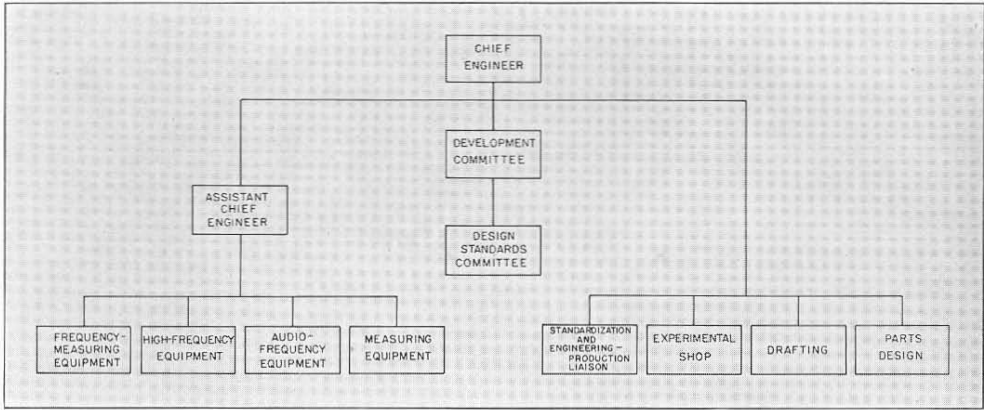 CHIEF
ENGINEER
DEVELOPMENT
COMMITTEE
ASSISTANT
CHIEF
ENGINEER
DESIGN
STANDARDS
COMMITTEE
FREQUENCY-
MEASURING
EQUIPMENT
HIGH-FREQUENCY
EQUIPMENT
AUDIO-
FREQUENCY
EQUIPMENT
MEASURING
EQUIPMENT
STANDARDIZATION
AND
ENGINEERING-
PRODUCTION
LIAISON
EXPERIMENTAL
SHOP
DRAFTING
PARTS
DESIGN